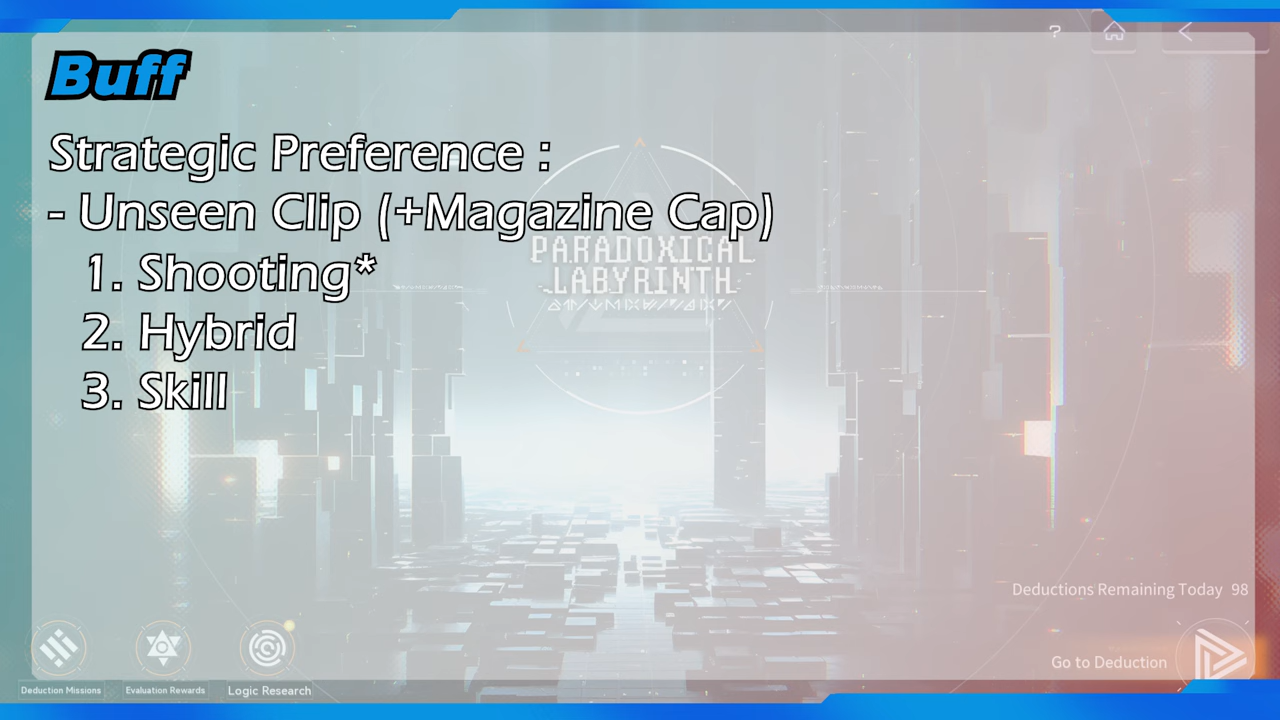 ?
Buff
Strategic Preference :
- Unseen Clip (+Magazine Cap)
1. Shooting*
2. Hybrid
3. Skill
PARADOXICAL
LABYRINTH
Deductions Remaining Today 98
Go to Deduction
Deduction Missions
Evaluation Rewards
Logic Research